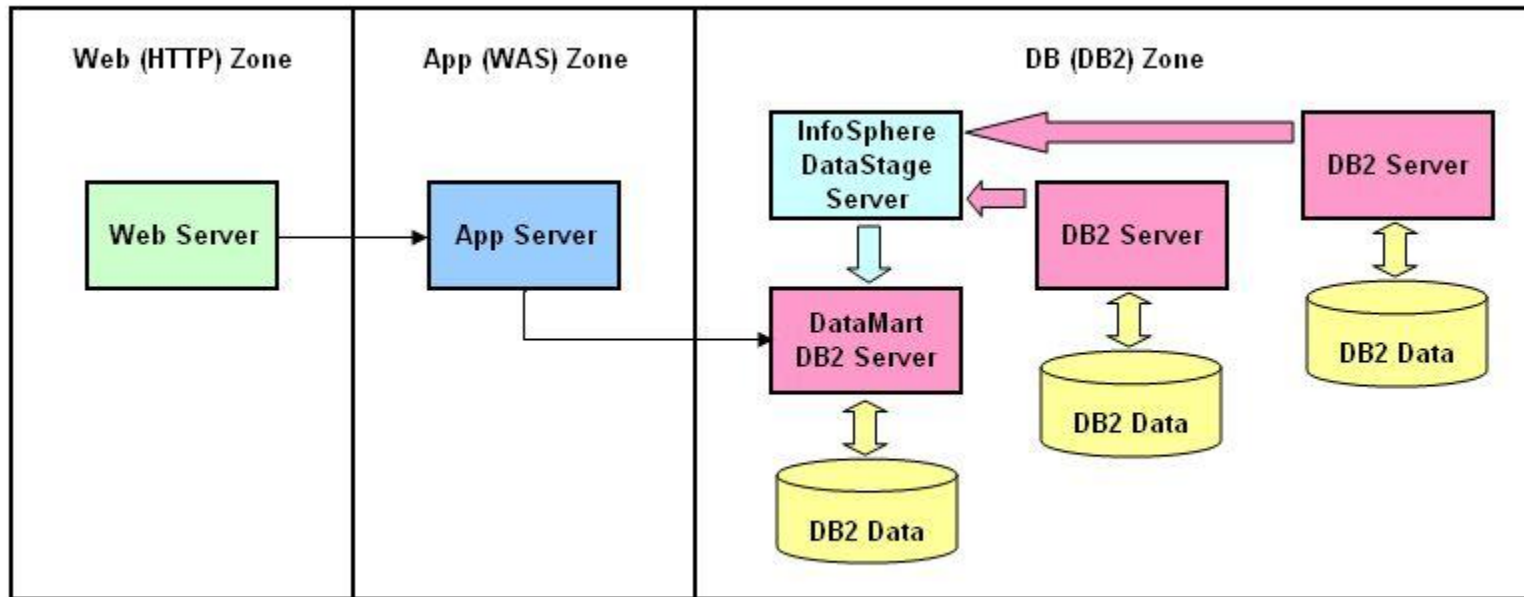 Web (HTTP) Zone
App (WAS) Zone
DB (DB2) Zone
Web Server
App Server
InfoSphere
DataStage
Server
DB2 Server
DB2 Server
DataMart
DB2 Server
DB2 Data
DB2 Data
DB2 Data